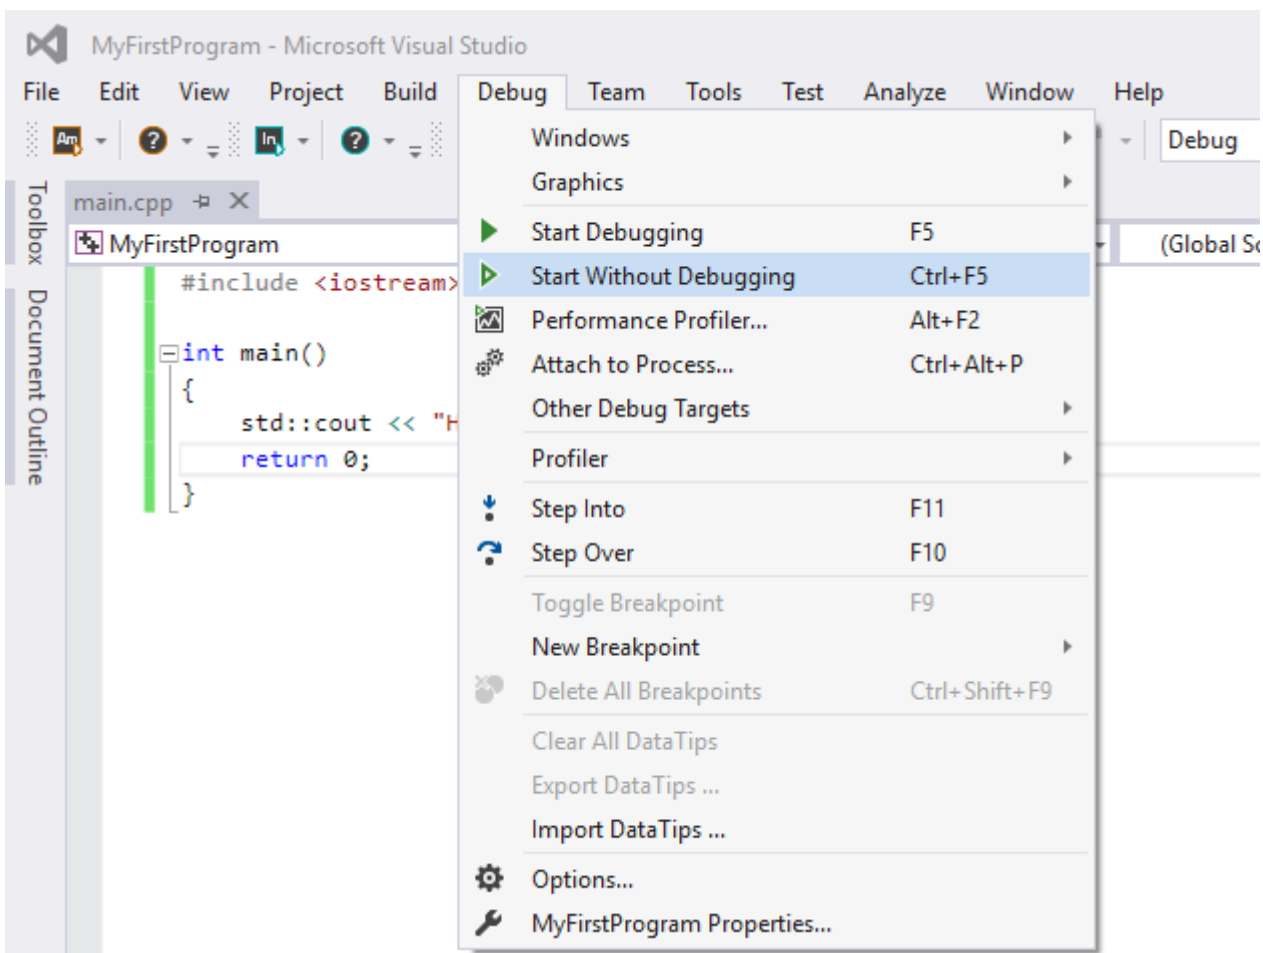 MyFirstProgram - Microsoft Visual Studio
File Edit View Project Build Debug Team Tools Test Analyze Window Help
Am ? In ? Debug
main.cpp
MyFirstProgram
Toolbox
Document Outline
#include <iostream>
int main()
{
std::cout << "H
return 0;
}
Windows
Graphics
Start Debugging F5
Start Without Debugging Ctrl+F5
Performance Profiler... Alt+F2
Attach to Process... Ctrl+Alt+P
Other Debug Targets
Profiler
Step Into F11
Step Over F10
Toggle Breakpoint F9
New Breakpoint
Delete All Breakpoints Ctrl+Shift+F9
Clear All DataTips
Export DataTips ...
Import DataTips ...
Options...
MyFirstProgram Properties...
(Global Sc